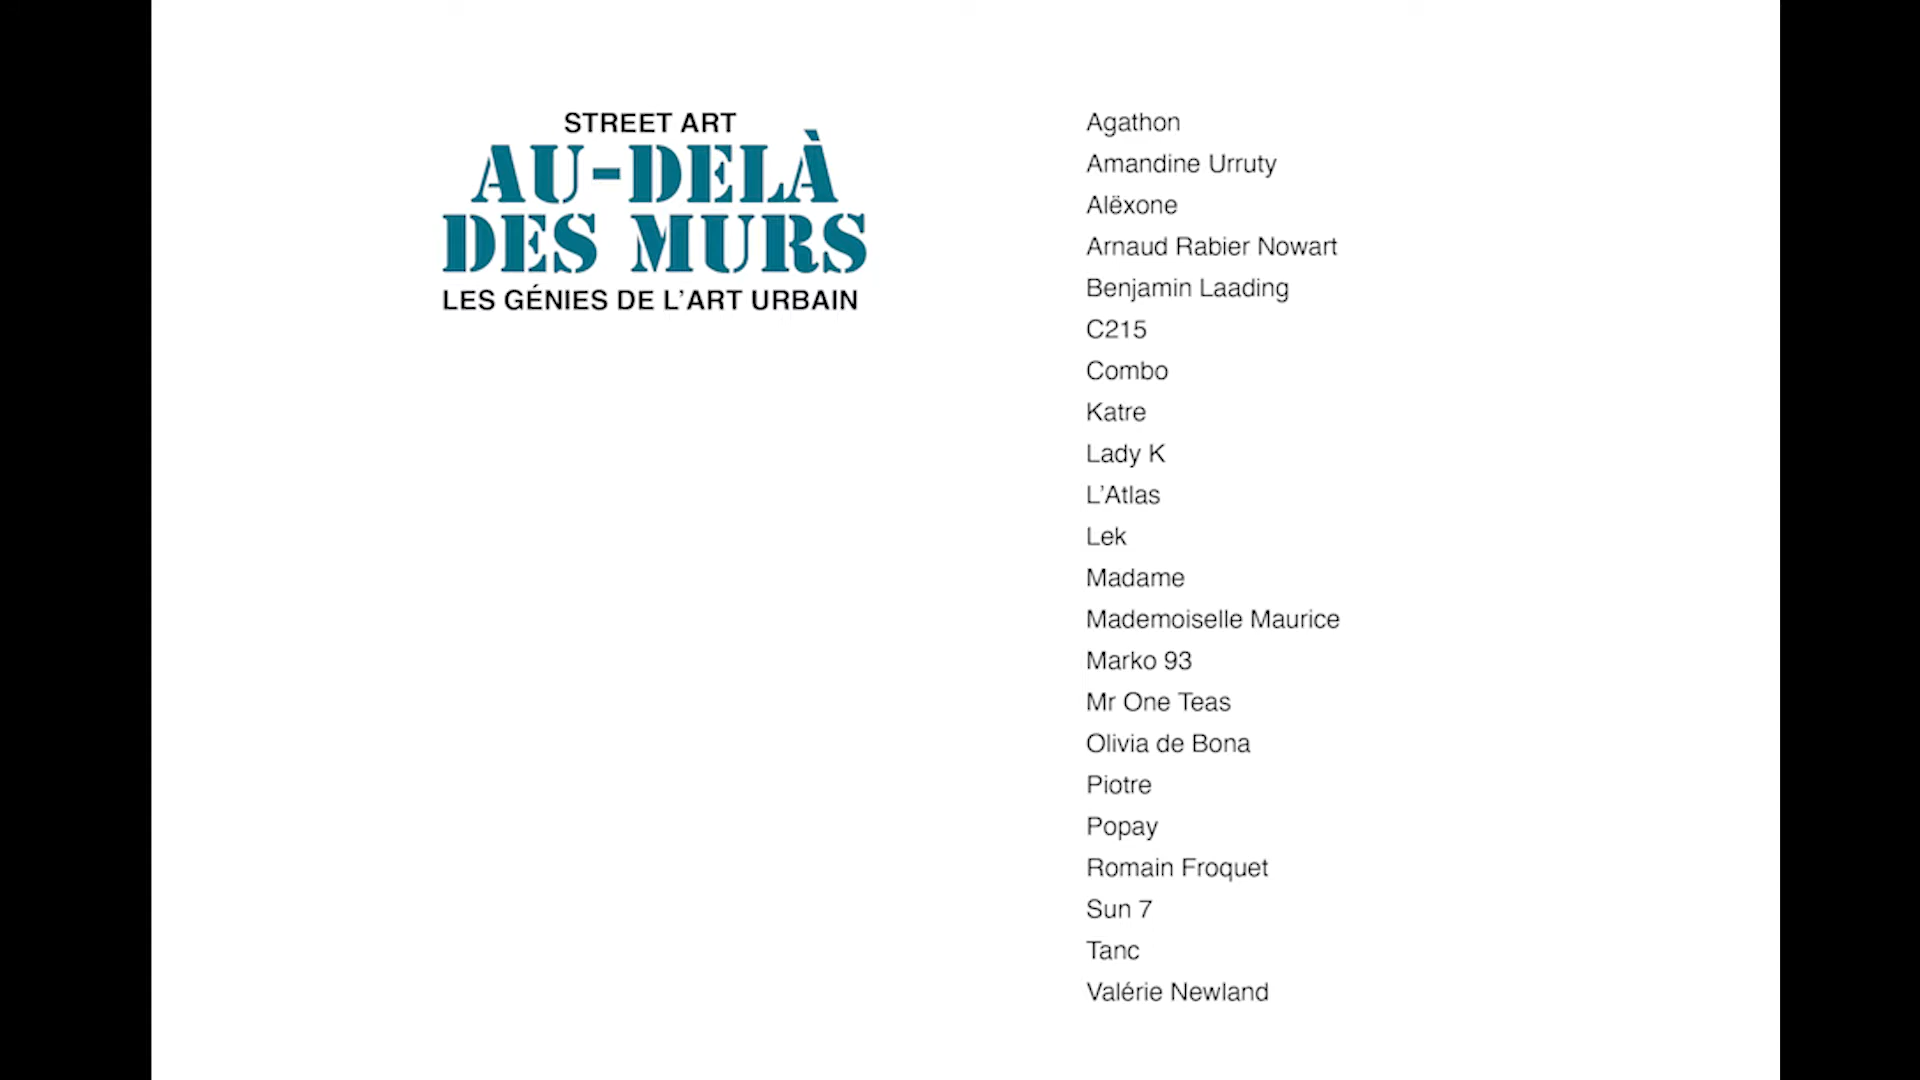 STREET ART
AU-DELÀ
DES MURS
LES GÉNIES DE L’ART URBAIN
Agathon
Amandine Urruty
Alëxone
Arnaud Rabier Nowart
Benjamin Laading
C215
Combo
Katre
Lady K
L’Atlas
Lek
Madame
Mademoiselle Maurice
Marko 93
Mr One Teas
Olivia de Bona
Piotre
Popay
Romain Froquet
Sun 7
Tanc
Valérie Newland